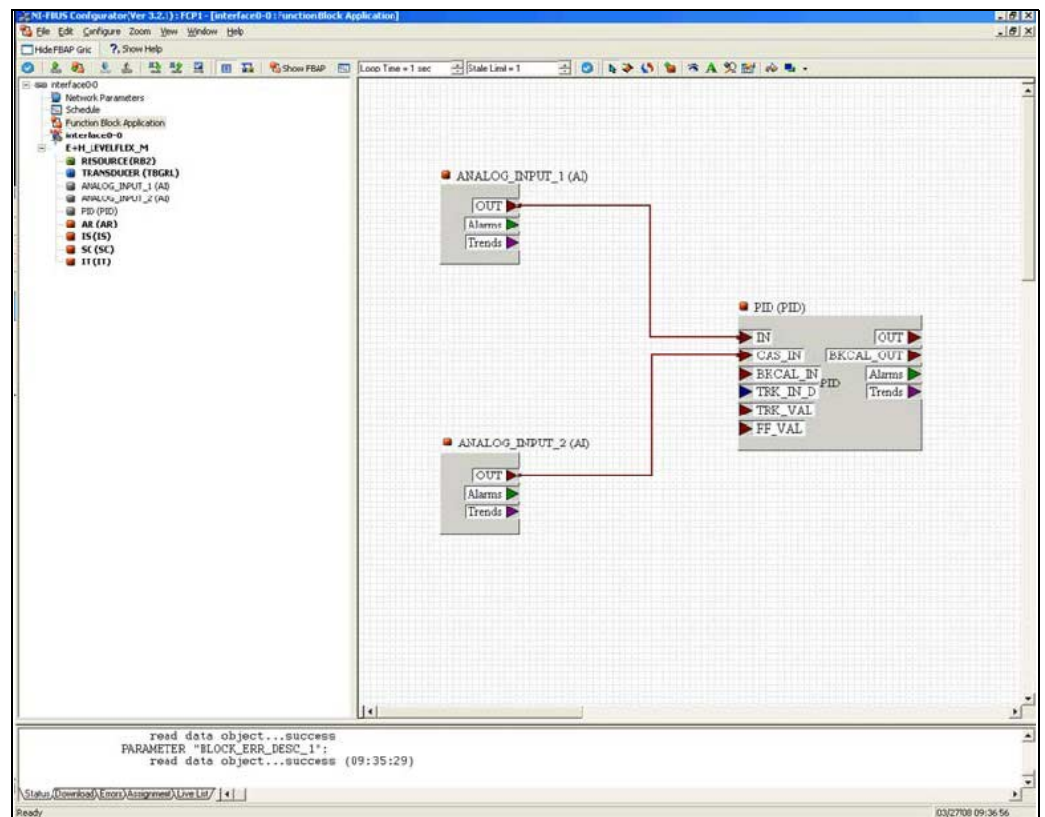 NI-FBUS Configurator(Ver 3.2.1) : FCP1 - [interface0-0 : Function Block Application]
File Edit Configure Zoom View Window Help
Hide FBAP Gric ?, Show Help
Show FBAP Loop Time = 1 sec Stale Limit = 1
nterface0-0
Network Parameters
Schedule
Function Block Application
interface0-0
E+H_LEVELFLEX_M
RESOURCE (RB2)
TRANSDUCER (TBGRL)
ANALOG_INPUT_1 (AI)
ANALOG_INPUT_2 (AI)
PID (PID)
AR (AR)
IS (IS)
SC (SC)
IT (IT)
ANALOG_INPUT_1 (AI)
OUT
Alarms
Trends
PID (PID)
IN OUT
CAS_IN BKCAL_OUT
BKCAL_IN Alarms
PID
TRK_IN_D Trends
TRK_VAL
FF_VAL
ANALOG_INPUT_2 (AI)
OUT
Alarms
Trends
read data object...success
PARAMETER "BLOCK_ERR_DESC_1":
read data object...success (09:35:29)
Status Download Errors Assignment Live List
Ready 03/27/08 09:36:56